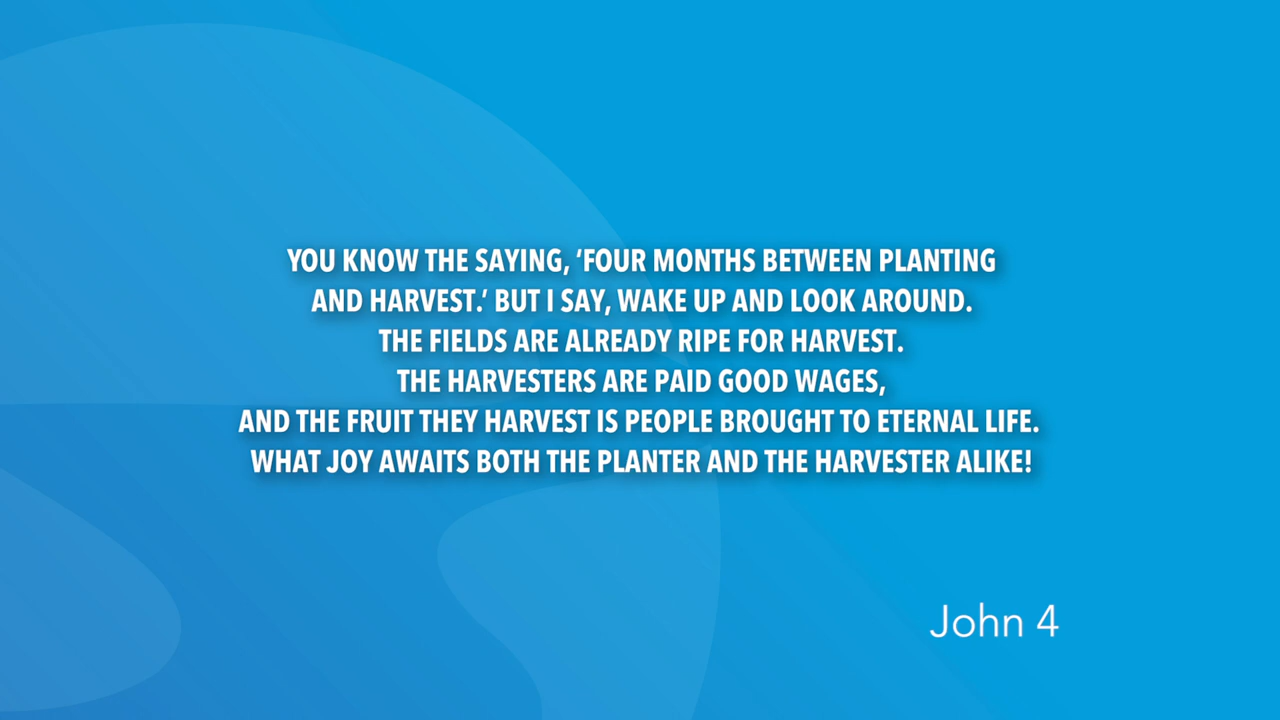 YOU KNOW THE SAYING, ‘FOUR MONTHS BETWEEN PLANTING
AND HARVEST.’ BUT I SAY, WAKE UP AND LOOK AROUND.
THE FIELDS ARE ALREADY RIPE FOR HARVEST.
THE HARVESTERS ARE PAID GOOD WAGES,
AND THE FRUIT THEY HARVEST IS PEOPLE BROUGHT TO ETERNAL LIFE.
WHAT JOY AWAITS BOTH THE PLANTER AND THE HARVESTER ALIKE!
John 4